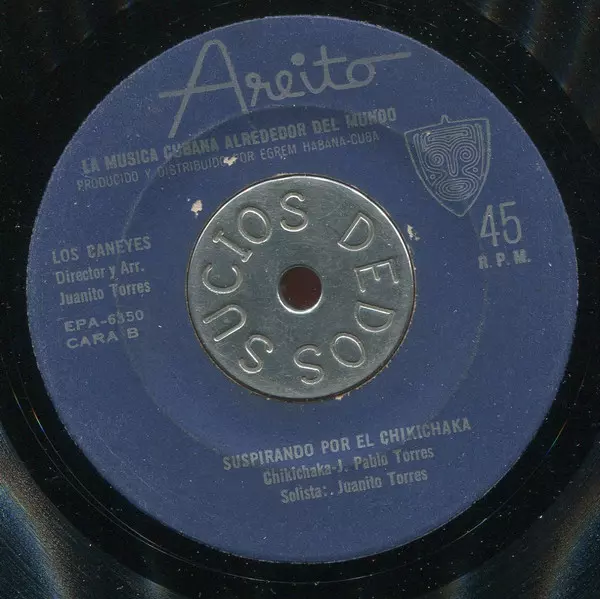 Areito
LA MUSICA CUBANA ALREDEDOR DEL MUNDO
PRODUCIDO Y DISTRIBUIDO POR EGREM HABANA-CUBA
45
R.P.M.
LOS CANEYES
Director y Arr.
Juanito Torres
EPA-6350
CARA B
SUCIOS DEDOS
SUSPIRANDO POR EL CHIKICHAKA
Chikichaka-J. Pablo Torres
Solista: Juanito Torres